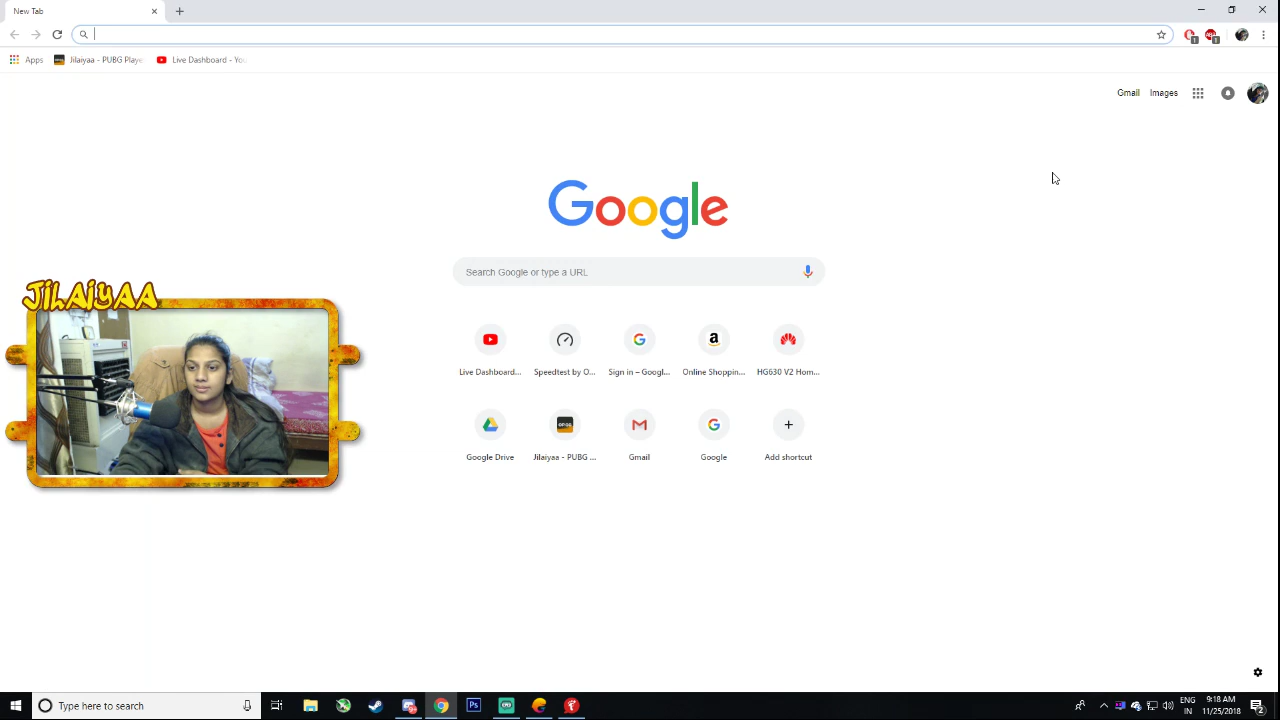 New Tab
Apps
Jilaiyaa - PUBG Playe
Live Dashboard - You
Gmail
Images
Google
Search Google or type a URL
JiLAiYAA
Live Dashboard...
Speedtest by O...
Sign in – Googl...
Online Shoppin...
HG630 V2 Hom...
Google Drive
Jilaiyaa - PUBG ...
Gmail
Google
Add shortcut
Type here to search
ENG
IN
9:18 AM
11/25/2018
2